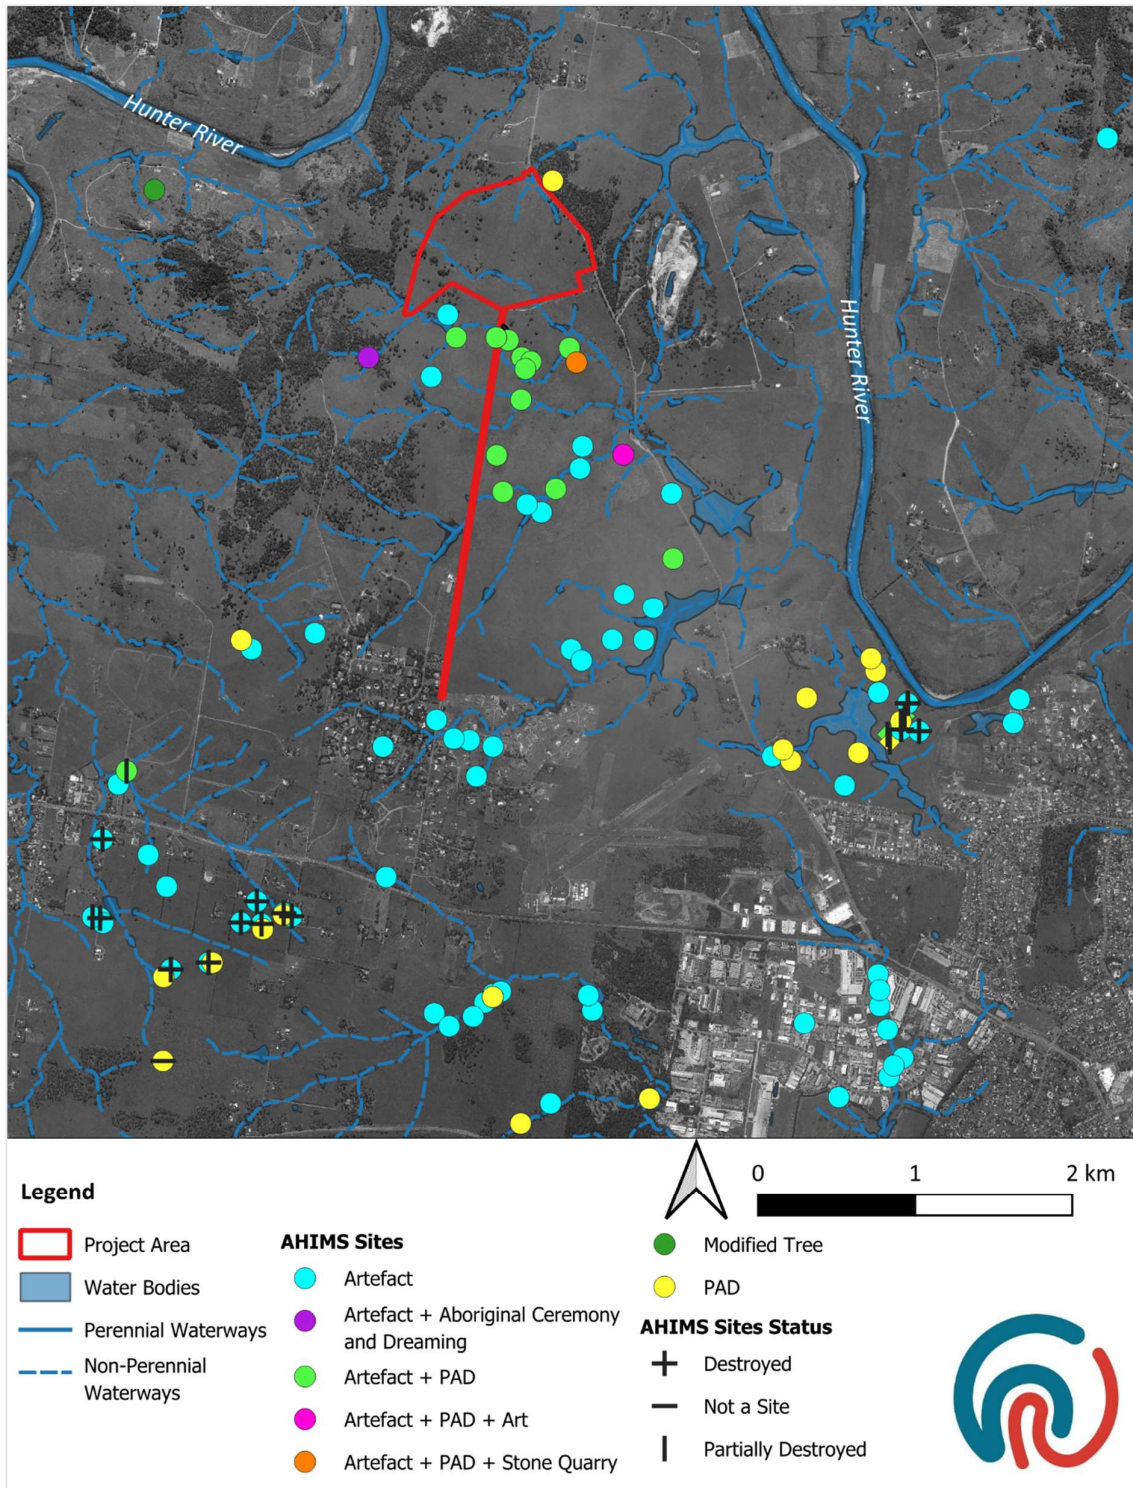 Hunter River
Hunter River
Legend
Project Area
Water Bodies
Perennial Waterways
Non-Perennial
Waterways
AHIMS Sites
Artefact
Artefact + Aboriginal Ceremony
and Dreaming
Artefact + PAD
Artefact + PAD + Art
Artefact + PAD + Stone Quarry
0 1 2 km
Modified Tree
PAD
AHIMS Sites Status
Destroyed
Not a Site
Partially Destroyed